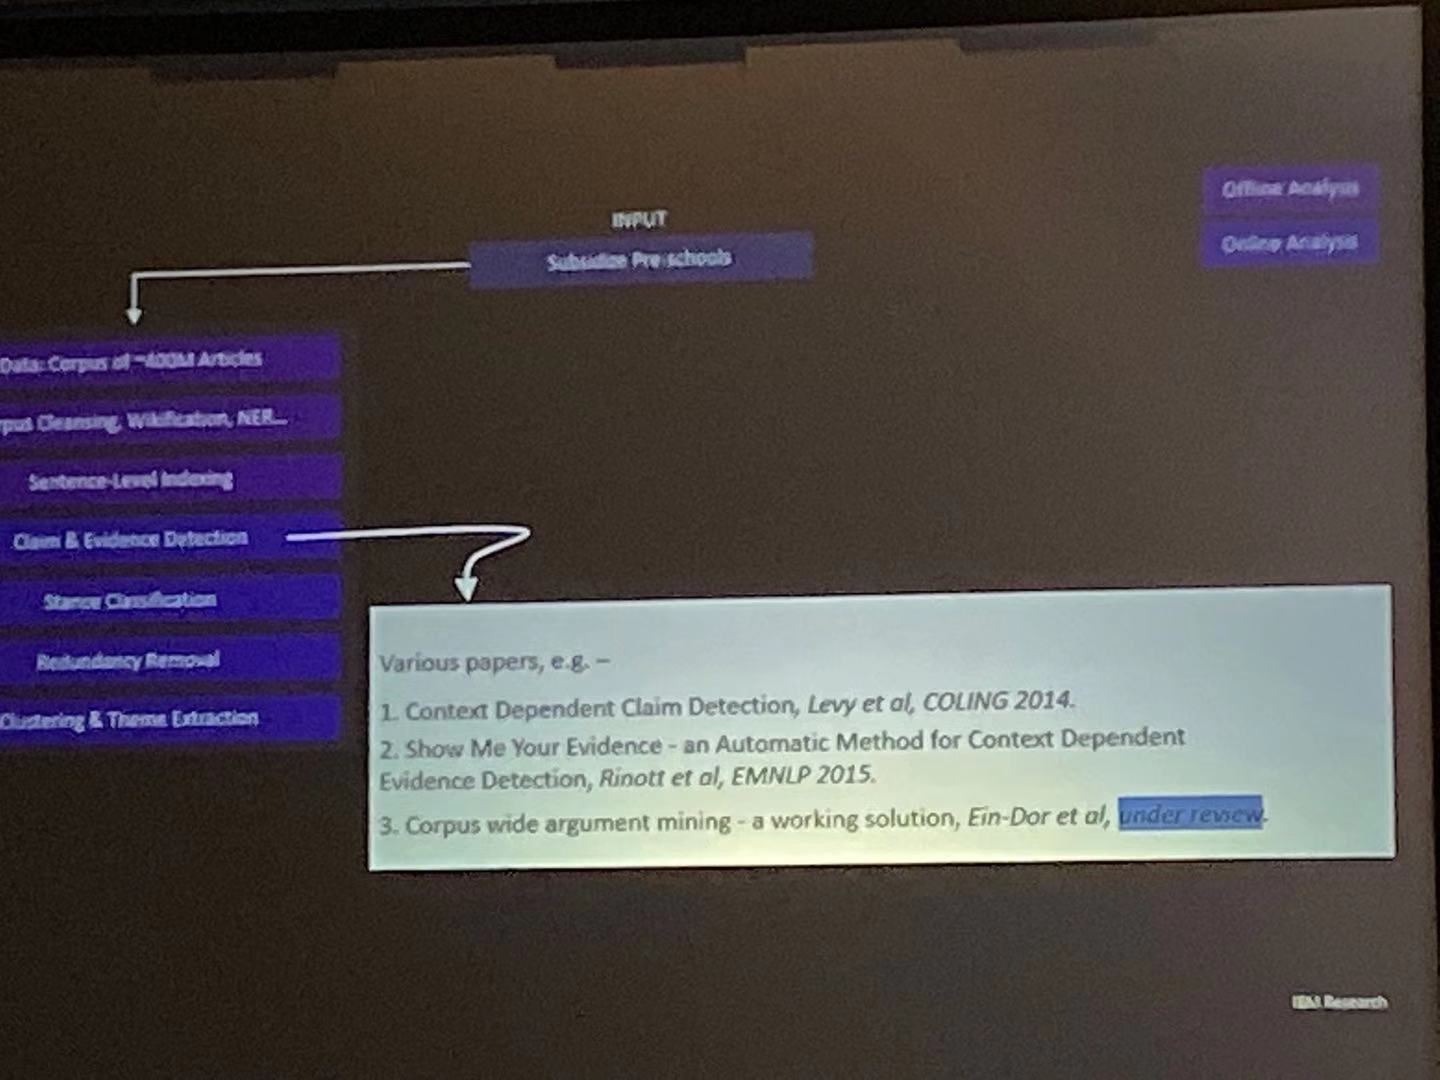 Offline Analysis
Online Analysis
INPUT
Subsidize Pre-schools
Data: Corpus of ~400M Articles
rpus Cleansing, Wikification, NER...
Sentence-Level Indexing
Claim & Evidence Detection
Stance Classification
Redundancy Removal
Clustering & Theme Extraction
Various papers, e.g. –
1. Context Dependent Claim Detection, Levy et al, COLING 2014.
2. Show Me Your Evidence - an Automatic Method for Context Dependent
Evidence Detection, Rinott et al, EMNLP 2015.
3. Corpus wide argument mining - a working solution, Ein-Dor et al, under review.
IBM Research